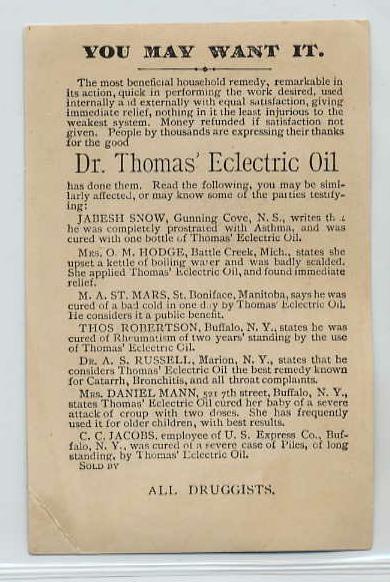 YOU MAY WANT IT.
The most beneficial household remedy, remarkable in
its action, quick in performing the work desired, used
internally and externally with equal satisfaction, giving
immediate relief, nothing in it the least injurious to the
weakest system. Money refunded if satisfaction not
given. People by thousands are expressing their thanks
for the good
Dr. Thomas' Eclectric Oil
has done them. Read the following, you may be simi-
larly affected, or may know some of the parties testify-
ing:
JABESH SNOW, Gunning Cove, N. S., writes that
he was completely prostrated with Asthma, and was
cured with one bottle of Thomas' Eclectric Oil.
MRS. O. M. HODGE, Battle Creek, Mich., states she
upset a kettle of boiling water and was badly scalded.
She applied Thomas' Eclectric Oil, and found immediate
relief.
M. A. ST. MARS, St. Boniface, Manitoba, says he was
cured of a bad cold in one day by Thomas' Eclectric Oil.
He considers it a public benefit.
THOS ROBERTSON, Buffalo, N. Y., states he was
cured of Rheumatism of two years' standing by the use
of Thomas' Eclectric Oil.
DR. A. S. RUSSELL, Marion, N. Y., states that he
considers Thomas' Eclectric Oil the best remedy known
for Catarrh, Bronchitis, and all throat complaints.
MRS. DANIEL MANN, 521 7th street, Buffalo, N. Y.,
states Thomas' Eclectric Oil cured her baby of a severe
attack of croup with two doses. She has frequently
used it for older children, with best results.
C. C. JACOBS, employee of U. S. Express Co., Buf-
falo, N. Y., was cured of a severe case of Piles, of long
standing, by Thomas' Eclectric Oil.
SOLD BY
ALL DRUGGISTS.